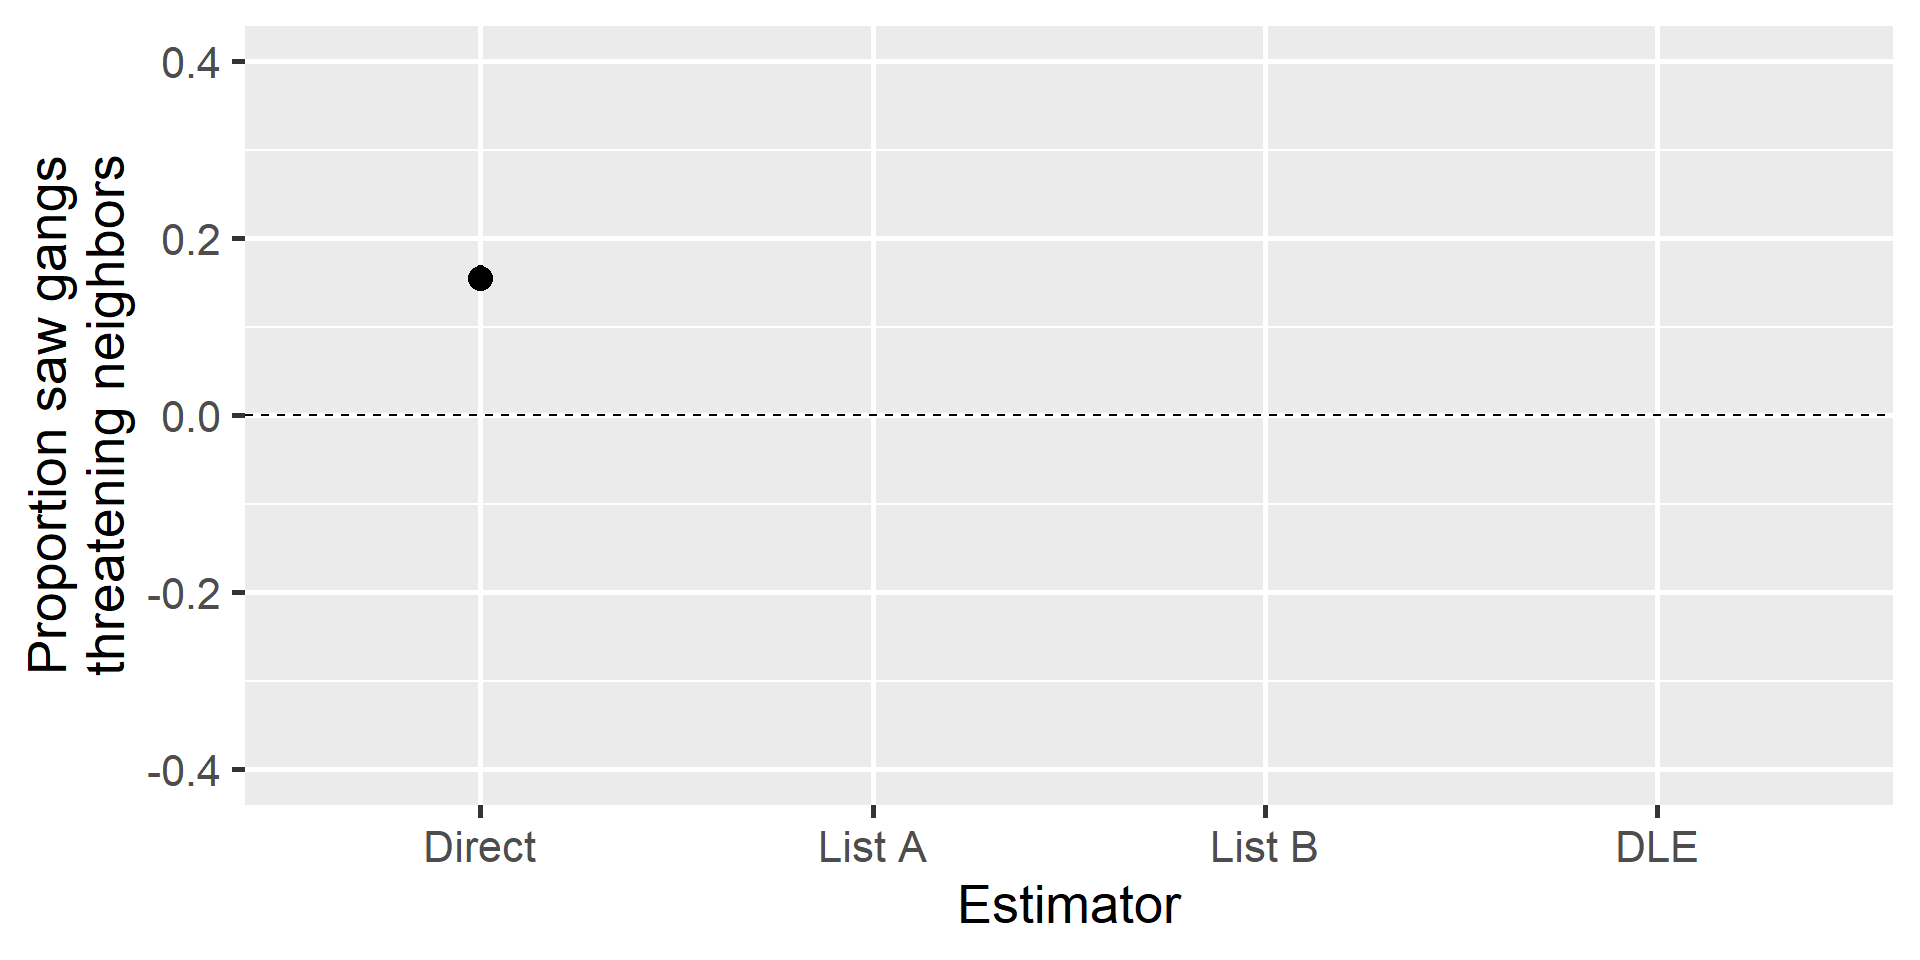 Proportion saw gangs
threatening neighbors
0.4
0.2
0.0
-0.2
-0.4
Direct
List A
List B
DLE
Estimator